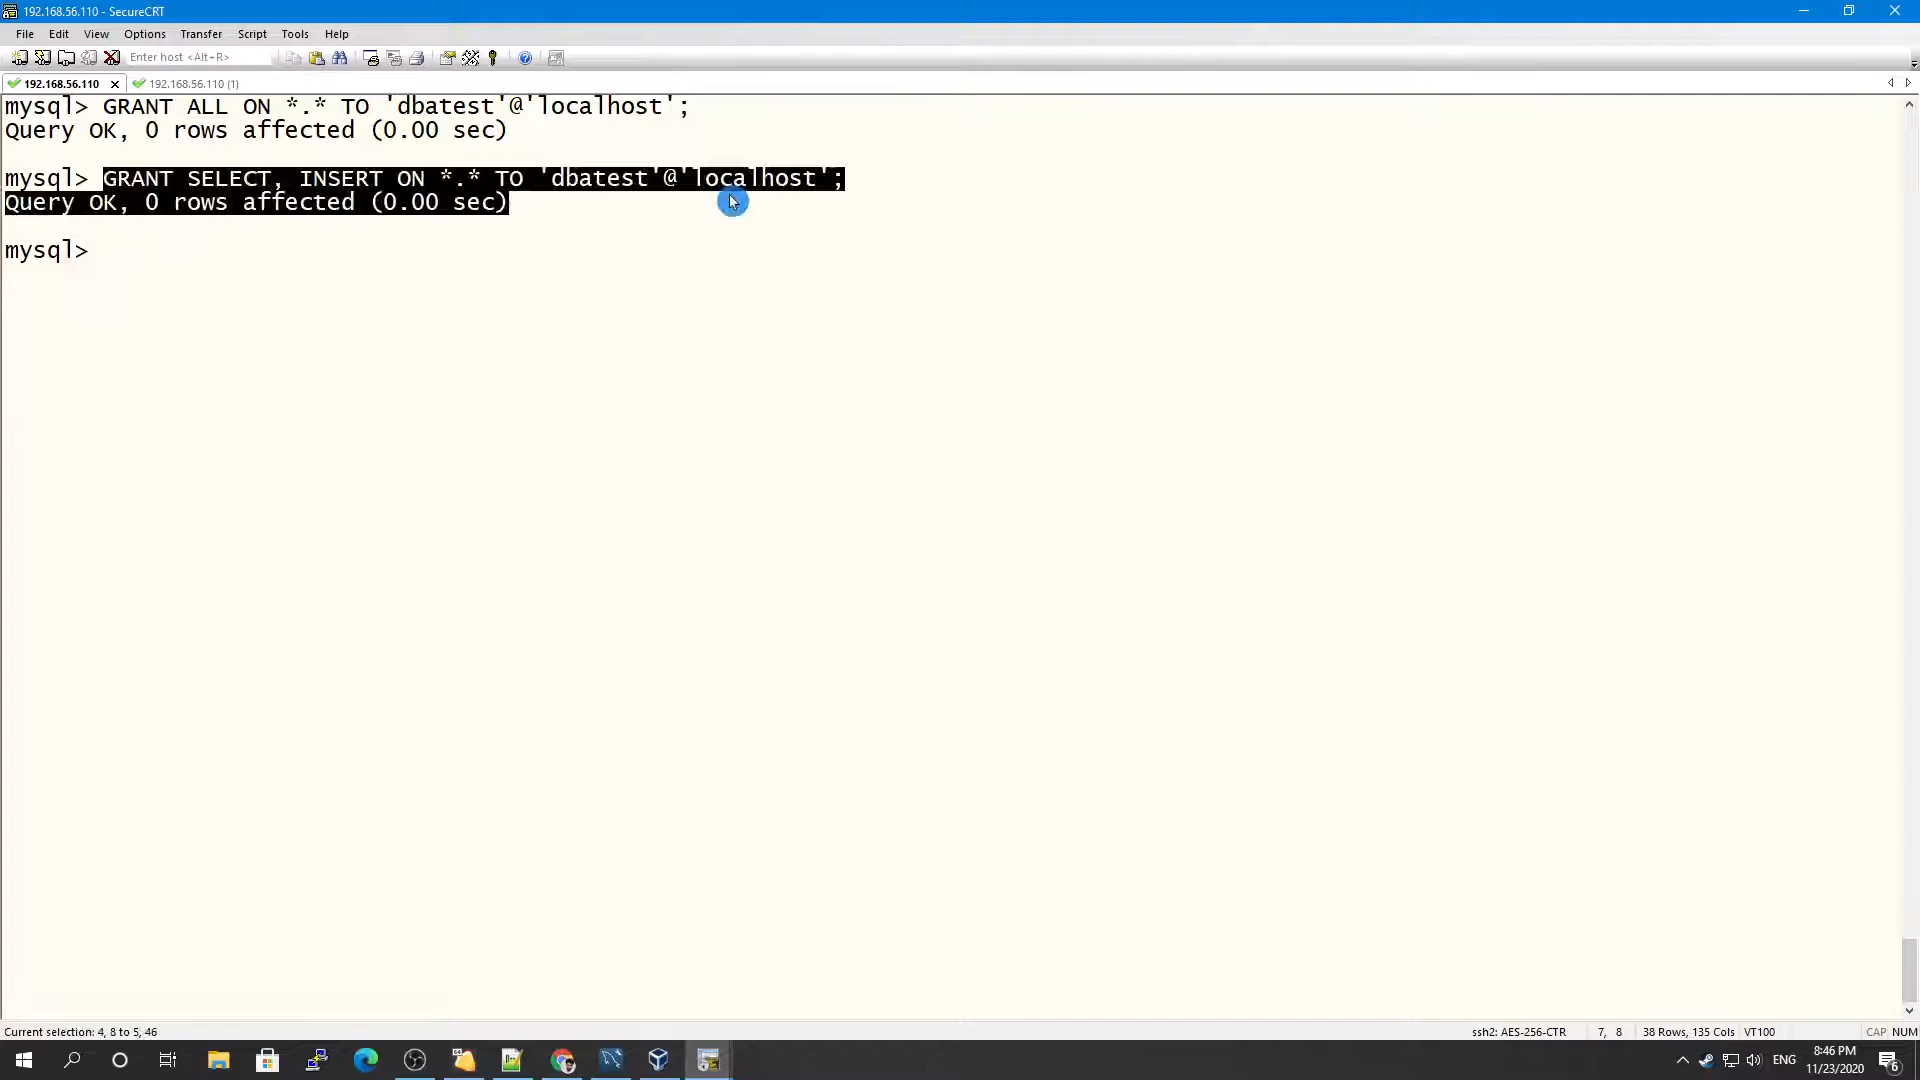 192.168.56.110 - SecureCRT
File Edit View Options Transfer Script Tools Help
Enter host <Alt+R>
192.168.56.110 192.168.56.110 (1)
mysql> GRANT ALL ON *.* TO 'dbatest'@'localhost';
Query OK, 0 rows affected (0.00 sec)
mysql> GRANT SELECT, INSERT ON *.* TO 'dbatest'@'localhost';
Query OK, 0 rows affected (0.00 sec)
mysql>
Current selection: 4, 8 to 5, 46 ssh2: AES-256-CTR 7, 8 38 Rows, 135 Cols VT100 CAP NUM
ENG 8:46 PM
11/23/2020 6